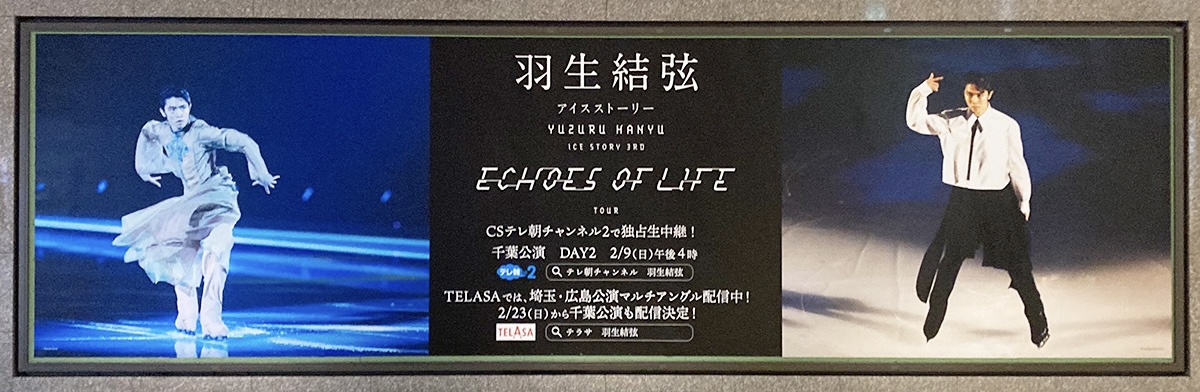 羽生結弦
アイスストーリー
YUZURU HANYU
ICE STORY 3RD
ECHOES OF LIFE
TOUR
CSテレ朝チャンネル2で独占生中継!
千葉公演 DAY2 2/9(日)午後4時
テレ朝2 テレ朝チャンネル 羽生結弦
TELASAでは、埼玉・広島公演マルチアングル配信中!
2/23(日)から千葉公演も配信決定!
TELASA テラサ 羽生結弦